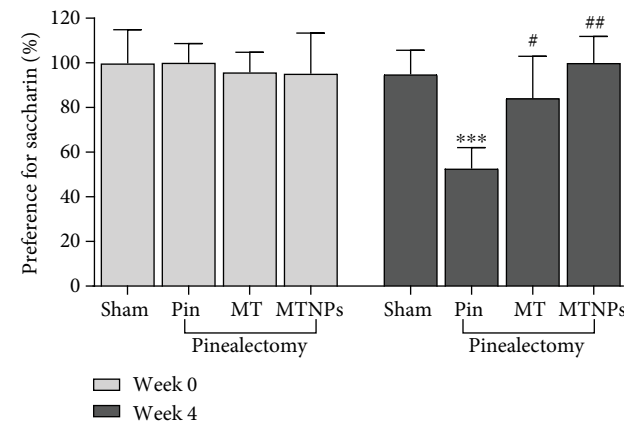 Preference for saccharin (%)
120
100
80
60
40
20
0
***
#
##
Sham Pin MT MTNPs Sham Pin MT MTNPs
Pinealectomy Pinealectomy
Week 0
Week 4